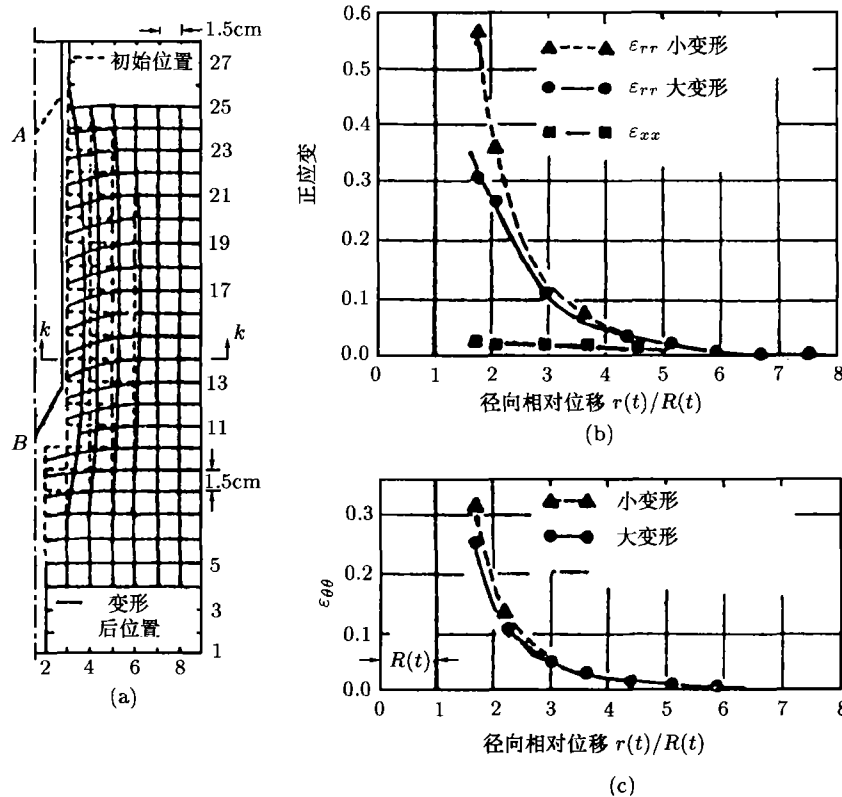 1.5cm
初始位置
27
25
A
23
21
19
17
k
k
13
B
11
1.5cm
5
变形
后位置
3
1
2
4
6
8
(a)
0.6
0.5
0.4
0.3
0.2
0.1
0.0
正应变
ε_rr 小变形
ε_rr 大变形
ε_xx
0
1
2
3
4
5
6
7
8
径向相对位移 r(t)/R(t)
(b)
0.3
0.2
0.1
0.0
ε_θθ
小变形
大变形
R(t)
0
1
2
3
4
5
6
7
8
径向相对位移 r(t)/R(t)
(c)